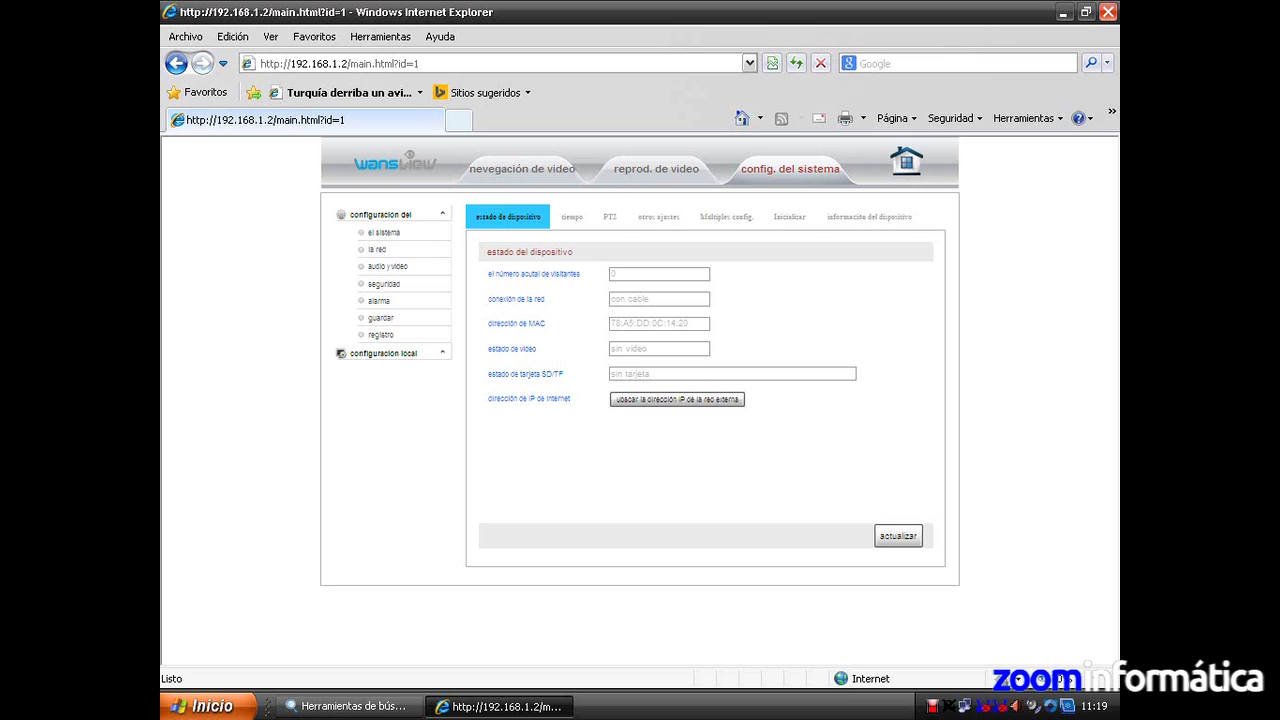 http://192.168.1.2/main.html?id=1 - Windows Internet Explorer
Archivo Edición Ver Favoritos Herramientas Ayuda
http://192.168.1.2/main.html?id=1
Google
Favoritos Turquía derriba un avi... Sitios sugeridos
http://192.168.1.2/main.html?id=1
Página Seguridad Herramientas
wansview
nevegación de video reprod. de video config. del sistema
configuración del
el sistema
la red
audio y video
seguridad
alarma
guardar
registro
configuración local
estado de dispositivo tiempo PTZ otros ajustes Múltiples config. Inicializar información del dispositivo
estado del dispositivo
el número acutal de visitantes 0
conexión de la red con cable
dirección de MAC 78:A5:DD:0C:14:20
estado de video sin video
estado de tarjeta SD/TF sin tarjeta
dirección de IP de Internet ubscar la dirección IP de la red externa
actualizar
Listo Internet
zoominformática
Inicio Herramientas de bús... http://192.168.1.2/m... 11:19